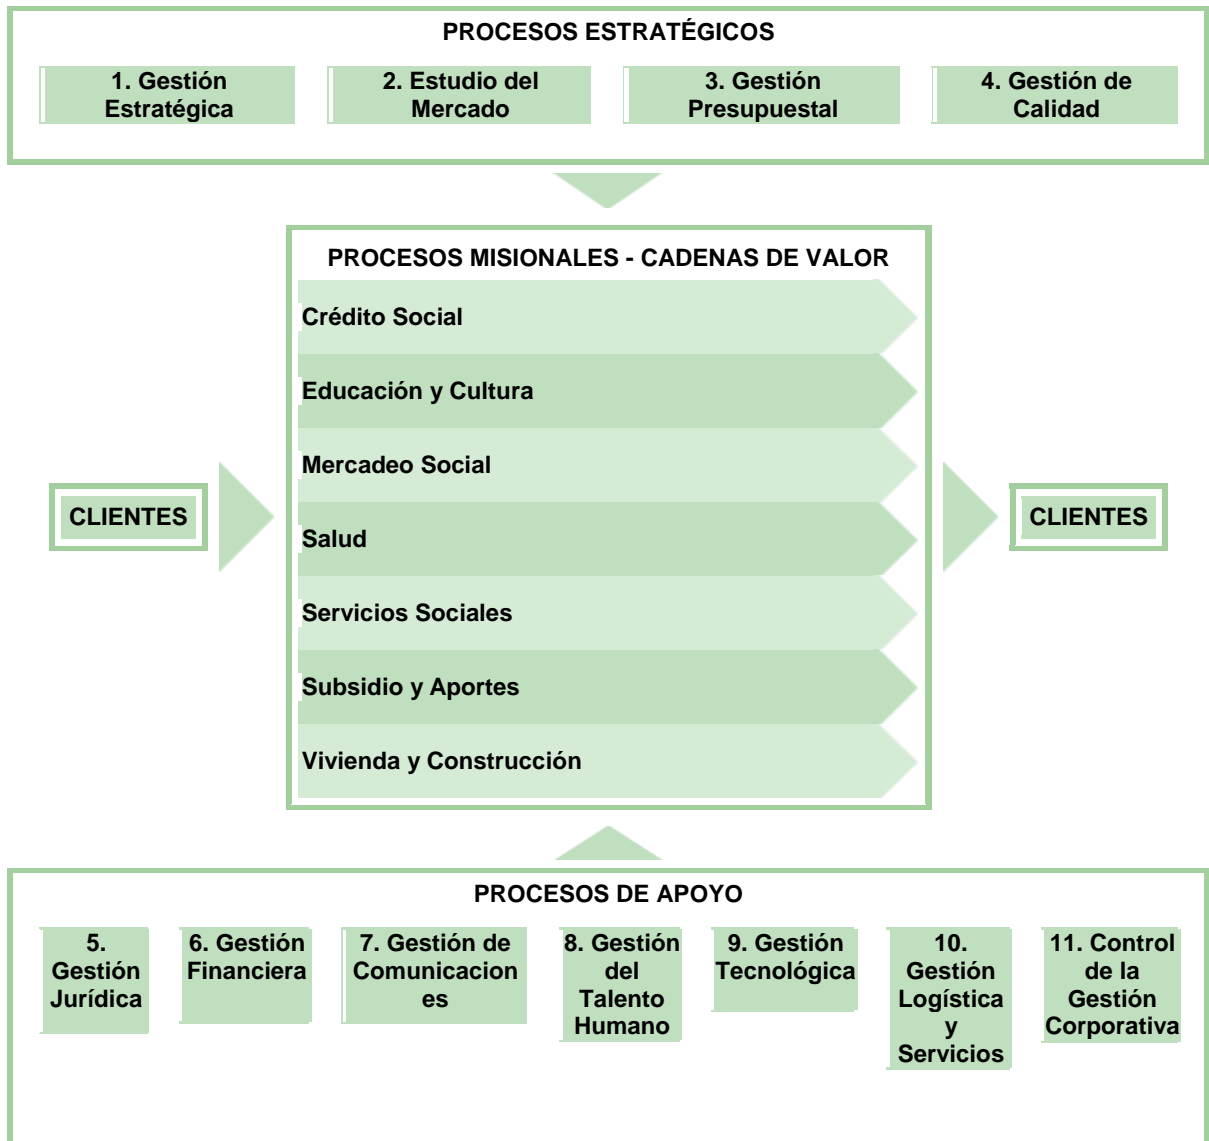 PROCESOS ESTRATÉGICOS
1. Gestión
Estratégica
2. Estudio del
Mercado
3. Gestión
Presupuestal
4. Gestión de
Calidad
PROCESOS MISIONALES - CADENAS DE VALOR
Crédito Social
Educación y Cultura
Mercadeo Social
Salud
Servicios Sociales
Subsidio y Aportes
Vivienda y Construcción
CLIENTES
CLIENTES
PROCESOS DE APOYO
5.
Gestión
Jurídica
6. Gestión
Financiera
7. Gestión de
Comunicacion
es
8. Gestión
del
Talento
Humano
9. Gestión
Tecnológica
10.
Gestión
Logística
y
Servicios
11. Control
de la
Gestión
Corporativa